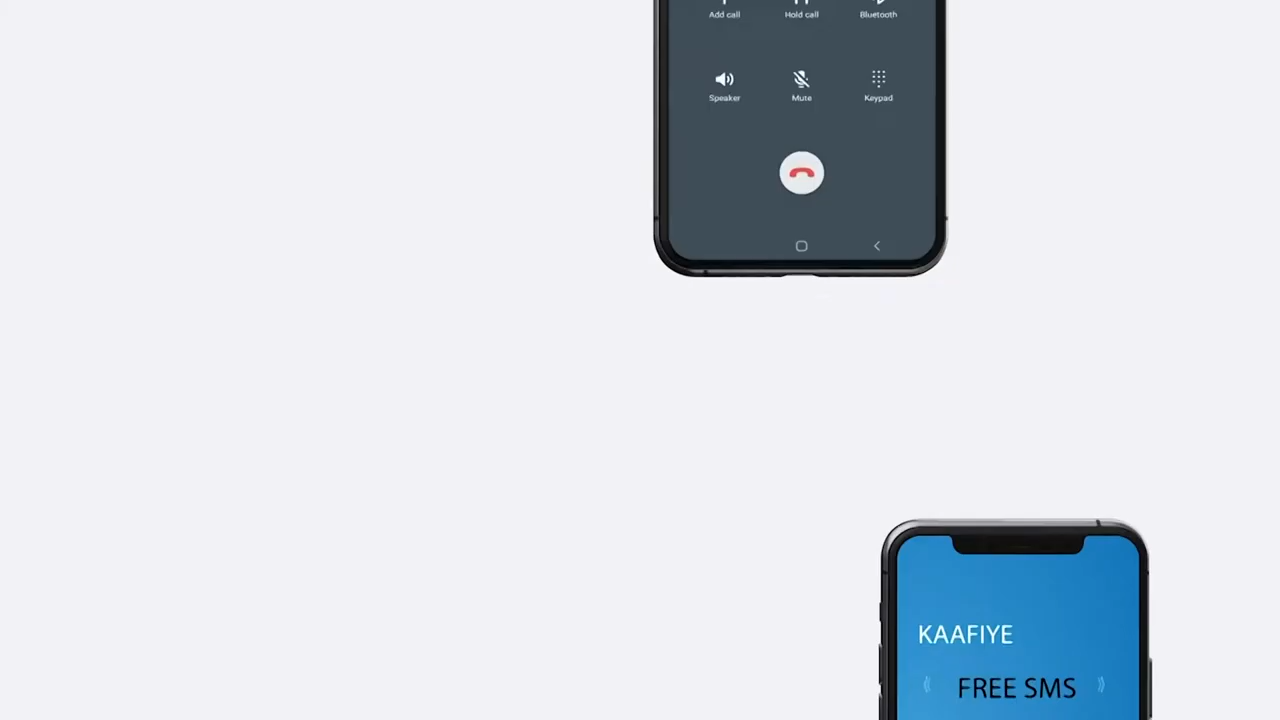 Add call Hold call Bluetooth
Speaker Mute Keypad
KAAFIYE
FREE SMS